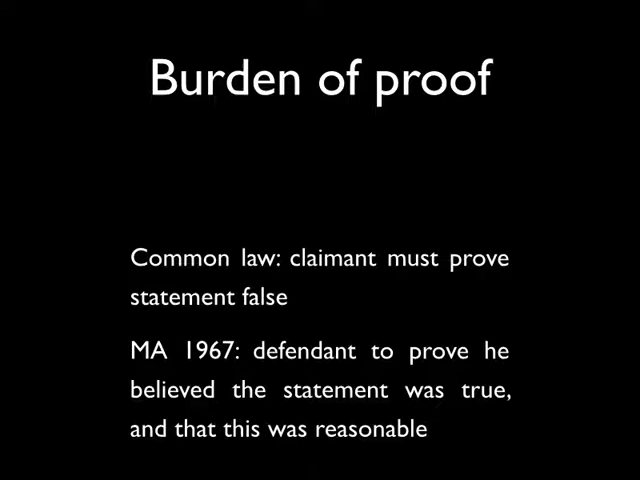 Burden of proof
Common law: claimant must prove
statement false
MA 1967: defendant to prove he
believed the statement was true,
and that this was reasonable